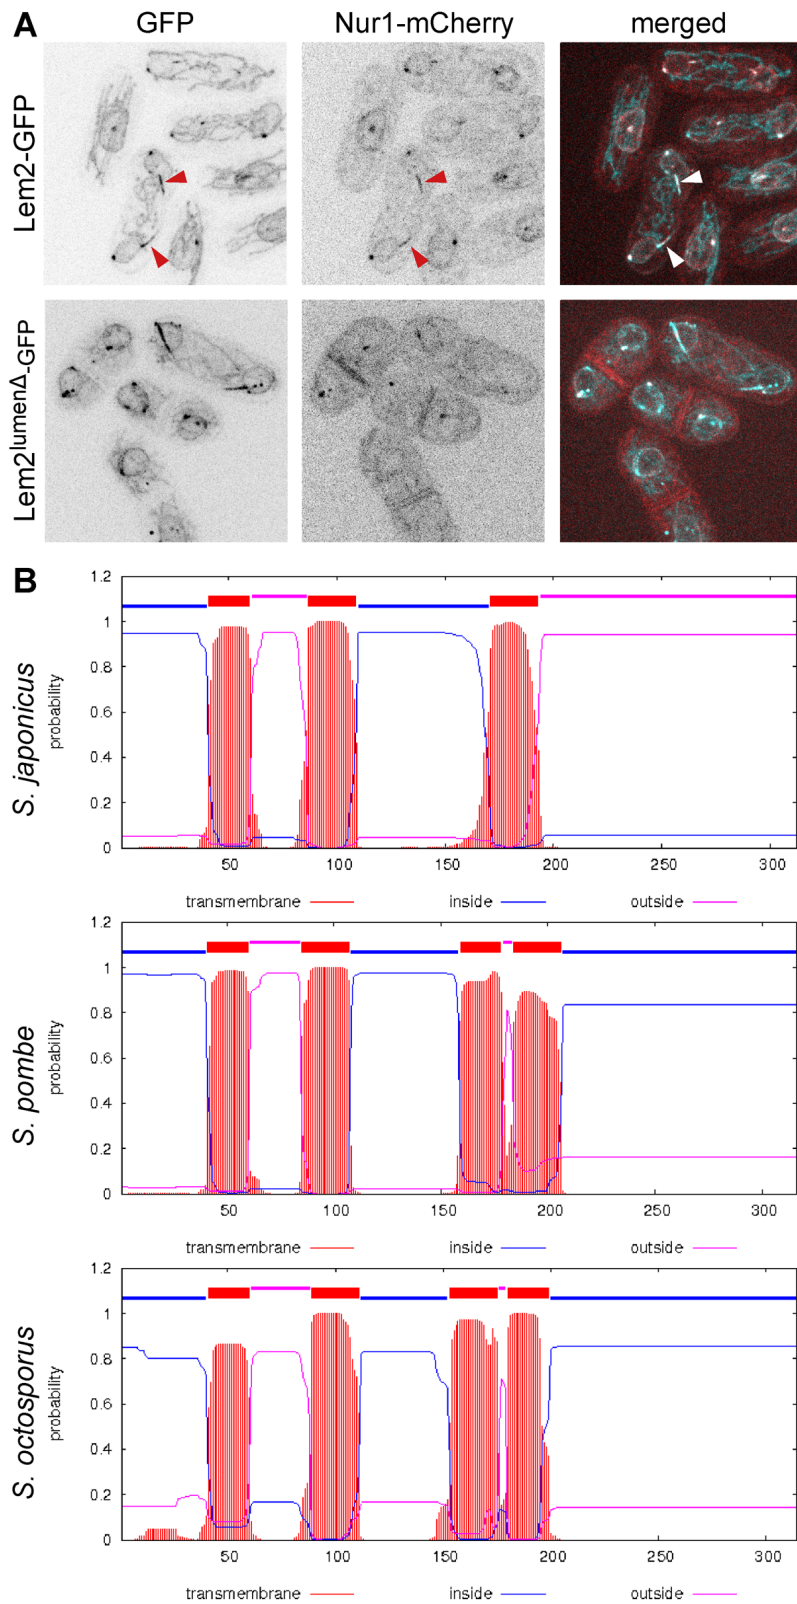 A
GFP
Nur1-mCherry
merged
Lem2-GFP
Lem2lumenΔ-GFP
B
S. japonicus
probability
1.2
1
0.8
0.6
0.4
0.2
0
50
100
150
200
250
300
transmembrane
inside
outside
S. pombe
probability
1.2
1
0.8
0.6
0.4
0.2
0
50
100
150
200
250
300
transmembrane
inside
outside
S. octosporus
probability
1.2
1
0.8
0.6
0.4
0.2
0
50
100
150
200
250
300
transmembrane
inside
outside